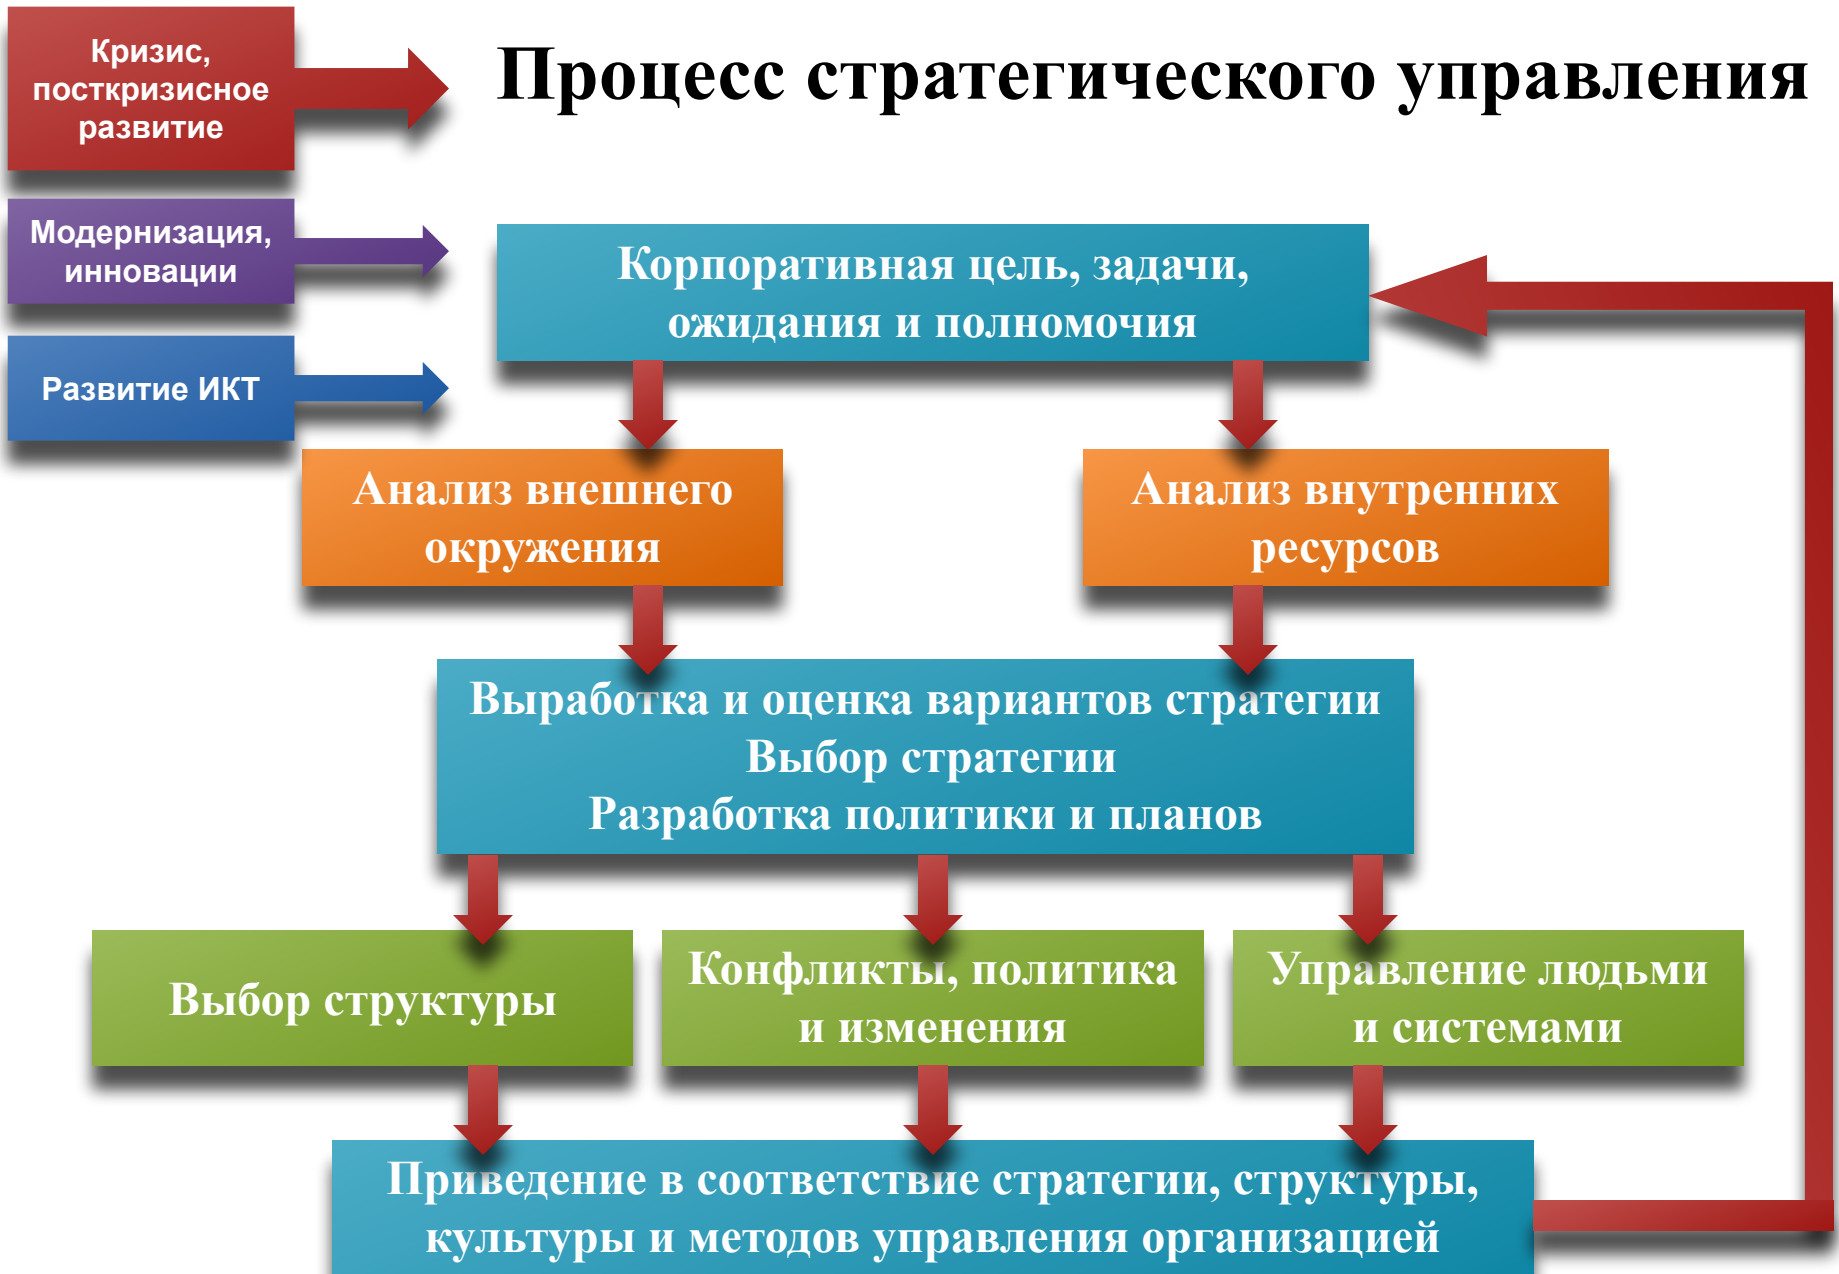 Кризис,
посткризисное
развитие
Процесс стратегического управления
Модернизация,
инновации
Развитие ИКТ
Корпоративная цель, задачи,
ожидания и полномочия
Анализ внешнего
окружения
Анализ внутренних
ресурсов
Выработка и оценка вариантов стратегии
Выбор стратегии
Разработка политики и планов
Выбор структуры
Конфликты, политика
и изменения
Управление людьми
и системами
Приведение в соответствие стратегии, структуры,
культуры и методов управления организацией